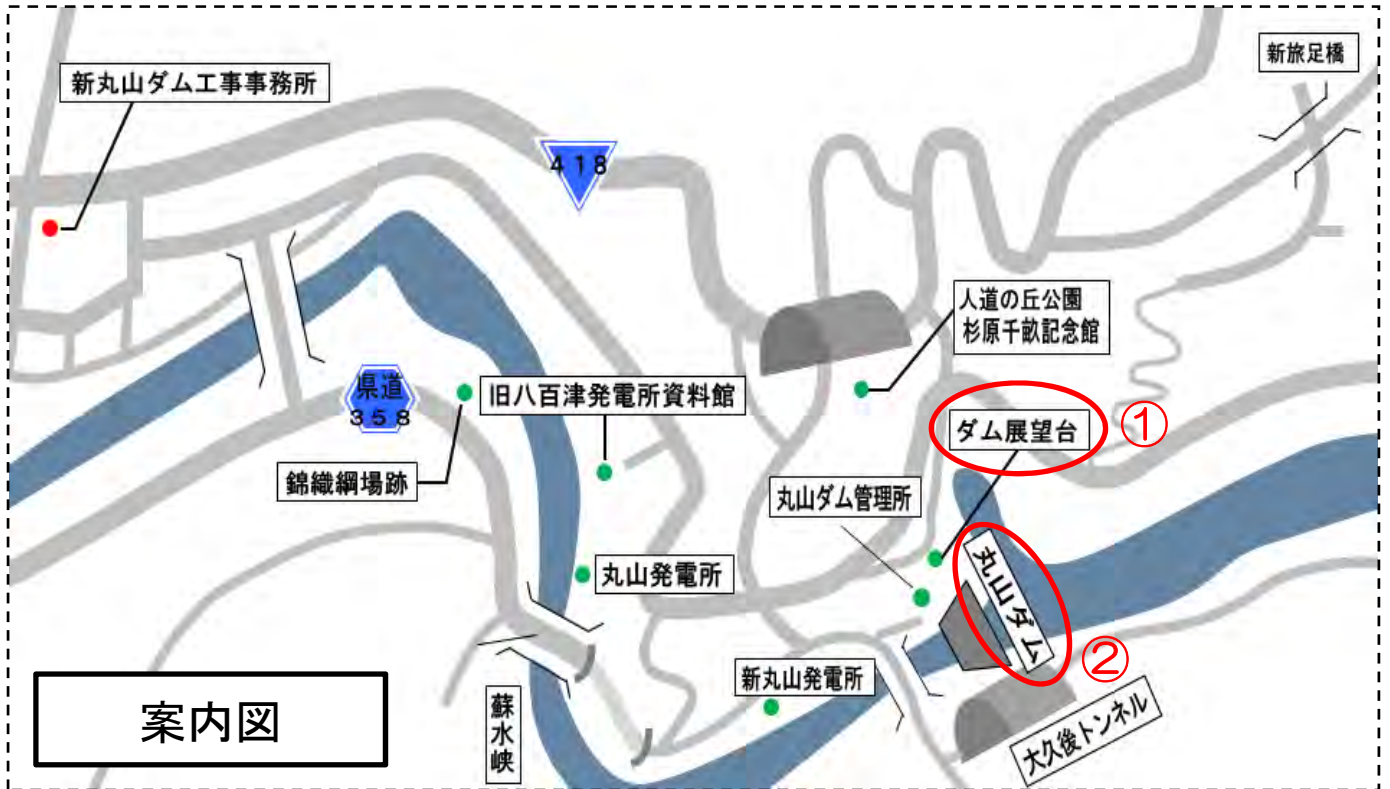 新旅足橋
新丸山ダム工事事務所
418
人道の丘公園
杉原千畝記念館
県道
358
旧八百津発電所資料館
ダム展望台
①
錦織綱場跡
丸山ダム管理所
丸山発電所
丸山ダム
②
新丸山発電所
蘇水峡
大久後トンネル
案内図